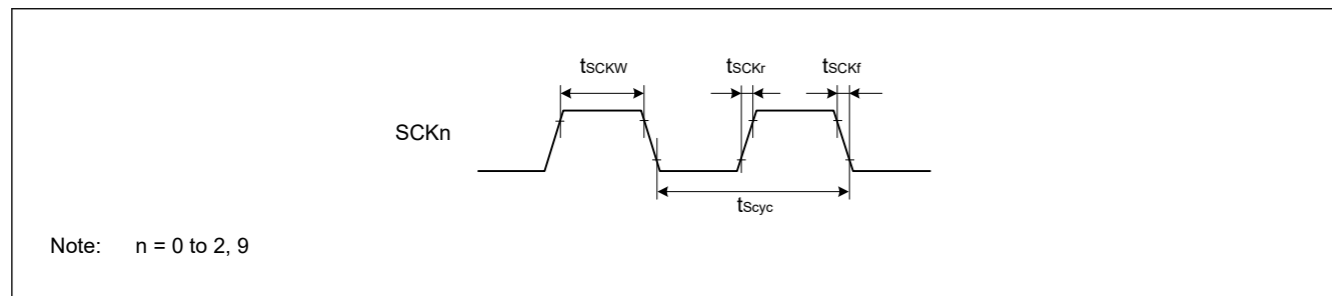 tSCKW tSCKr tSCKf
SCKn
tScyc
Note: n = 0 to 2, 9